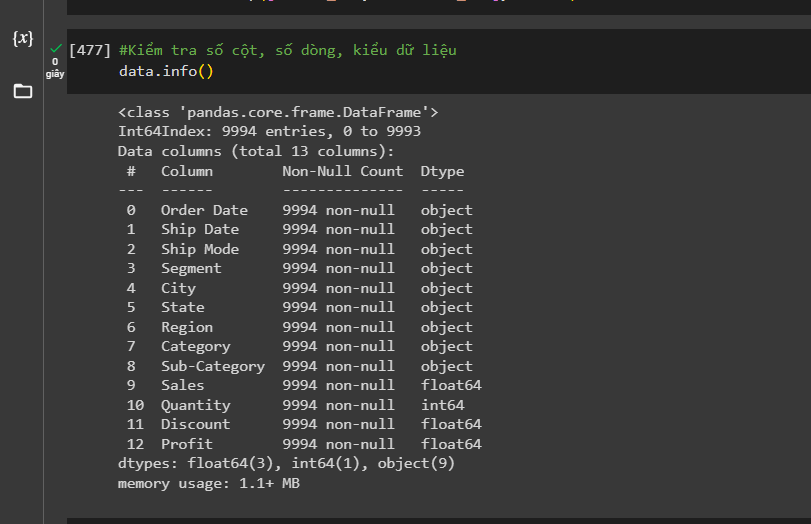 {x}
[477] #Kiểm tra số cột, số dòng, kiểu dữ liệu
0
giây
data.info()
<class 'pandas.core.frame.DataFrame'>
Int64Index: 9994 entries, 0 to 9993
Data columns (total 13 columns):
 #   Column        Non-Null Count  Dtype
---  ------        --------------  -----
 0   Order Date    9994 non-null   object
 1   Ship Date     9994 non-null   object
 2   Ship Mode     9994 non-null   object
 3   Segment       9994 non-null   object
 4   City          9994 non-null   object
 5   State         9994 non-null   object
 6   Region        9994 non-null   object
 7   Category      9994 non-null   object
 8   Sub-Category  9994 non-null   object
 9   Sales         9994 non-null   float64
 10  Quantity      9994 non-null   int64
 11  Discount      9994 non-null   float64
 12  Profit        9994 non-null   float64
dtypes: float64(3), int64(1), object(9)
memory usage: 1.1+ MB